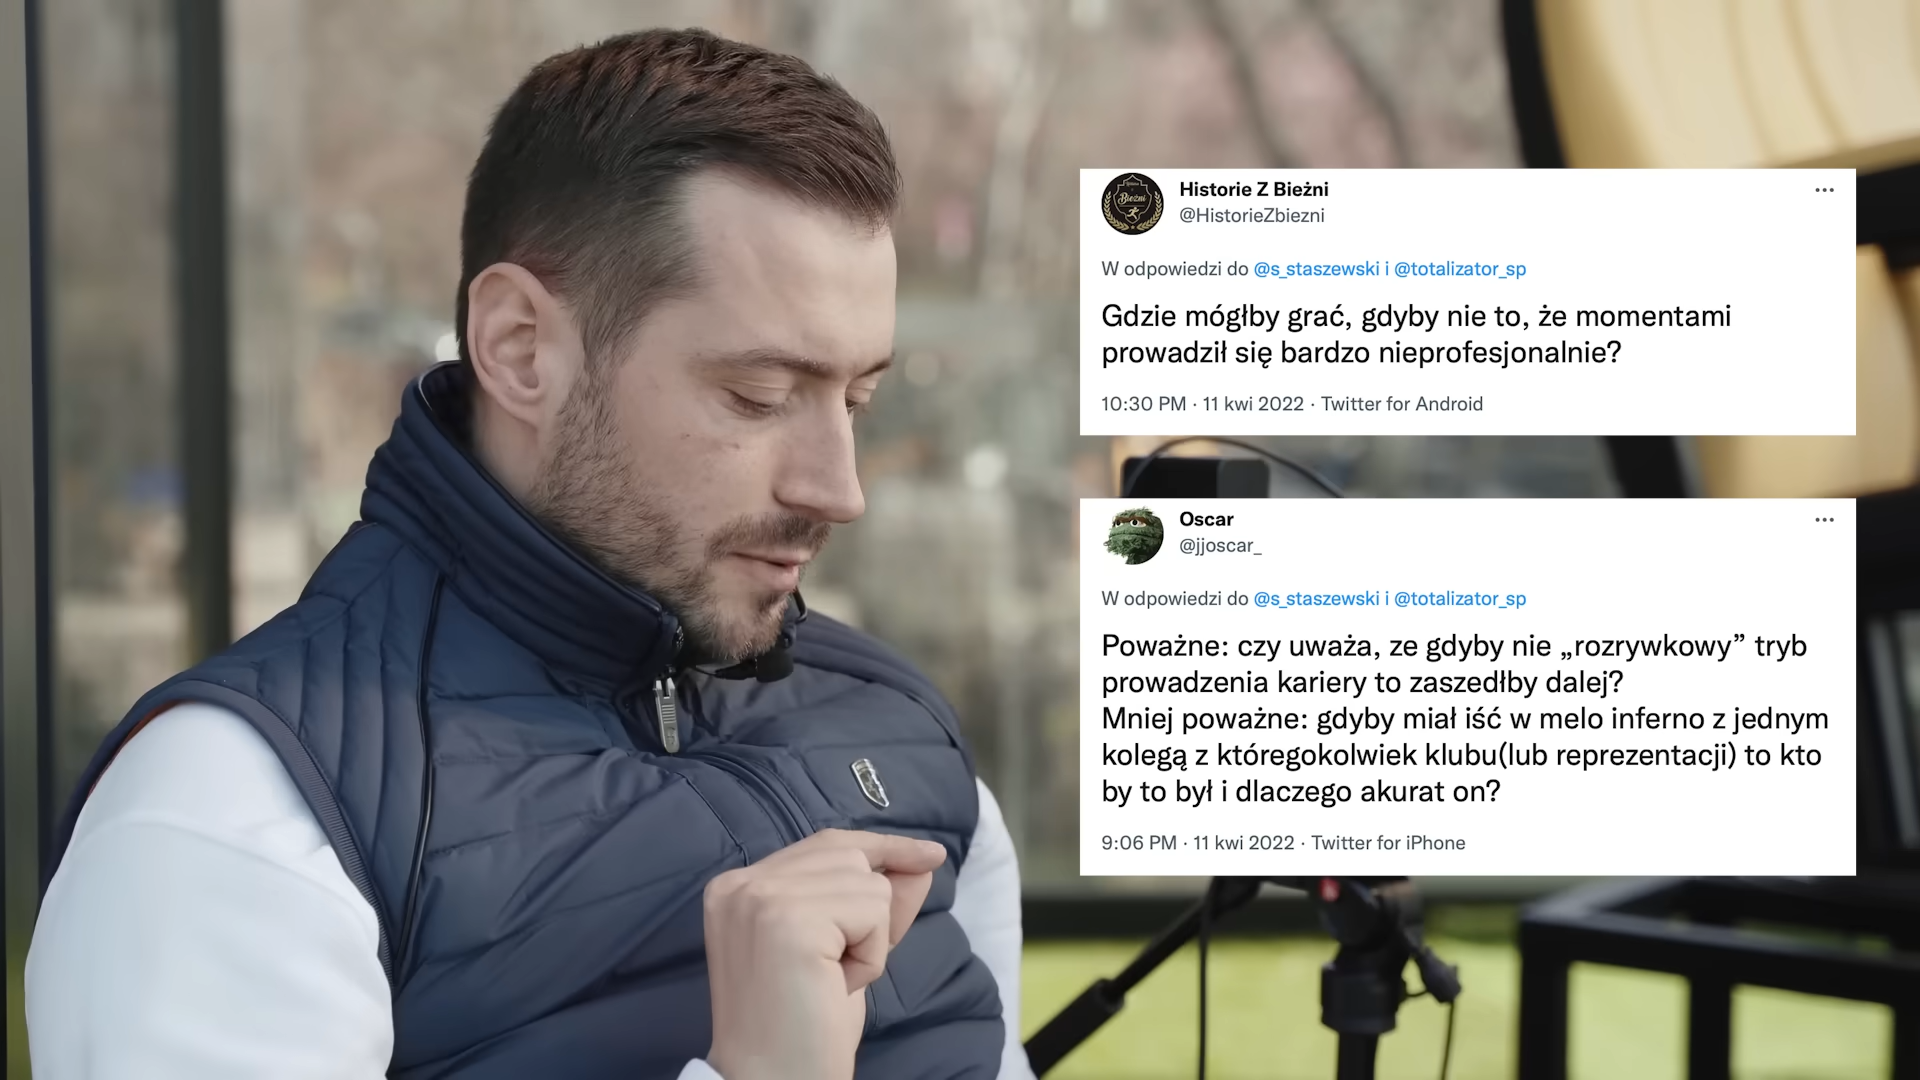 Bieżni
Historie Z Bieżni
@HistorieZbiezni
W odpowiedzi do @s_staszewski i @totalizator_sp
Gdzie mógłby grać, gdyby nie to, że momentami
prowadził się bardzo nieprofesjonalnie?
10:30 PM · 11 kwi 2022 · Twitter for Android
Oscar
@jjoscar_
W odpowiedzi do @s_staszewski i @totalizator_sp
Poważne: czy uważa, ze gdyby nie „rozrywkowy” tryb
prowadzenia kariery to zaszedłby dalej?
Mniej poważne: gdyby miał iść w melo inferno z jednym
kolegą z któregokolwiek klubu(lub reprezentacji) to kto
by to był i dlaczego akurat on?
9:06 PM · 11 kwi 2022 · Twitter for iPhone